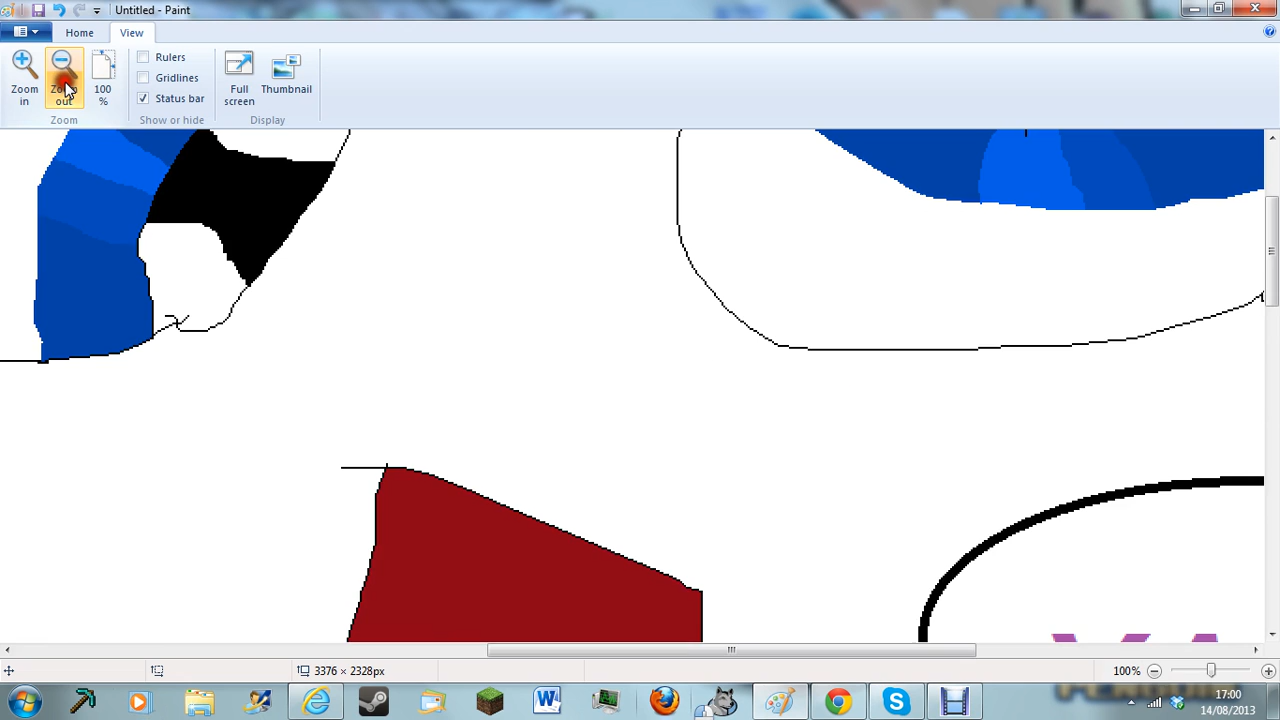 Untitled - Paint
Home View
Zoom in
Zoom out
100 %
Rulers
Gridlines
Status bar
Full screen
Thumbnail
Zoom
Show or hide
Display
3376 × 2328px
100%
17:00
14/08/2013